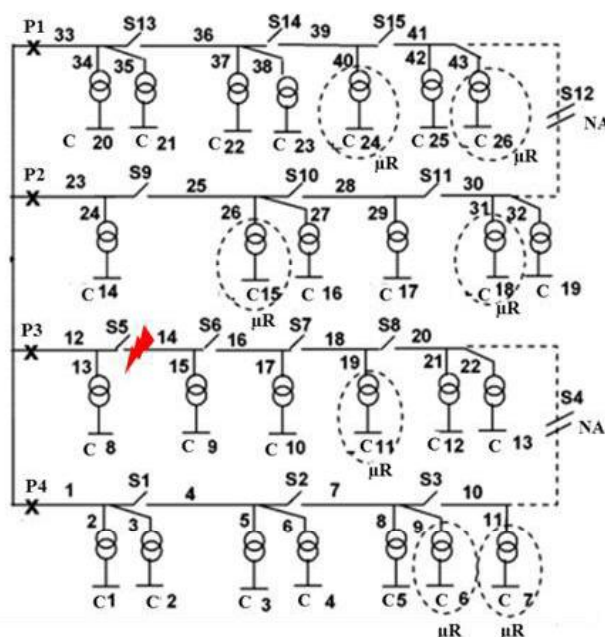 P1 33 S13 36 S14 39 S15 41
34 35 37 38 40 42 43
S12
NA
C 20 C 21 C 22 C 23 C 24 C 25 C 26
µR µR
P2 23 S9 25 S10 28 S11 30
24 26 27 29 31 32
C 14 C 15 C 16 C 17 C 18 C 19
µR µR
P3 12 S5 14 S6 16 S7 18 S8 20
13 15 17 19 21 22
S4
NA
C 8 C 9 C 10 C 11 C 12 C 13
µR
P4 1 S1 4 S2 7 S3 10
2 3 5 6 8 9 11
C1 C 2 C 3 C 4 C5 C 6 C 7
µR µR